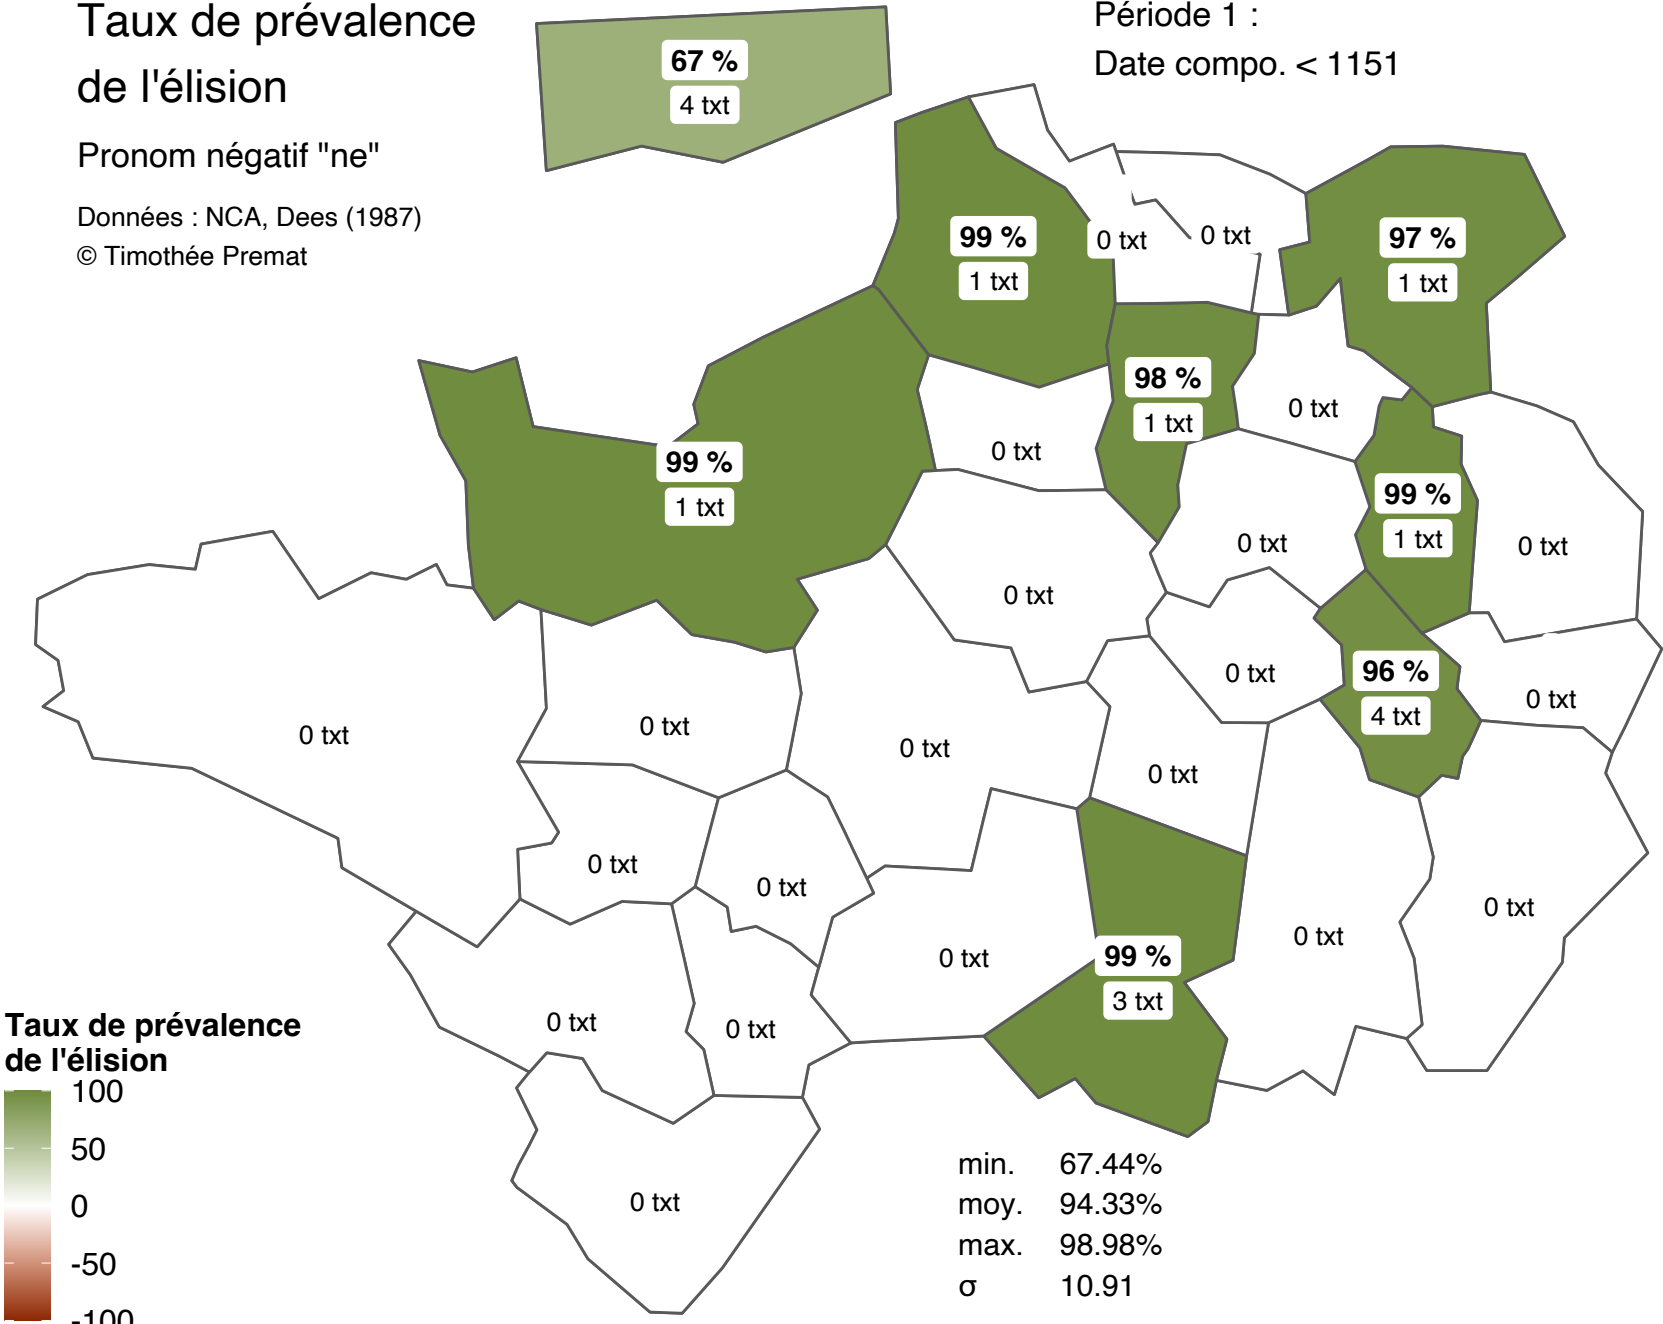 Taux de prévalence
de l'élision
Pronom négatif "ne"
Données : NCA, Dees (1987)
© Timothée Premat
Période 1 :
Date compo. < 1151
67 %
4 txt
99 %
1 txt
0 txt
0 txt
97 %
1 txt
98 %
1 txt
0 txt
0 txt
99 %
1 txt
99 %
1 txt
0 txt
0 txt
0 txt
0 txt
96 %
4 txt
0 txt
0 txt
0 txt
0 txt
0 txt
0 txt
0 txt
0 txt
0 txt
0 txt
0 txt
99 %
3 txt
0 txt
0 txt
0 txt
Taux de prévalence
de l'élision
100
50
0
-50
-100
min. 67.44%
moy. 94.33%
max. 98.98%
σ 10.91